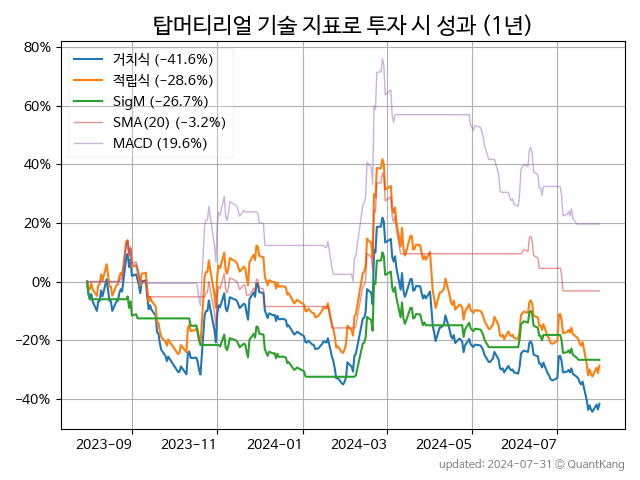 탑머티리얼 기술 지표로 투자 시 성과 (1년)
80%
60%
40%
20%
0%
−20%
−40%
거치식 (−41.6%)
적립식 (−28.6%)
SigM (−26.7%)
SMA(20) (−3.2%)
MACD (19.6%)
2023-09 2023-11 2024-01 2024-03 2024-05 2024-07
updated: 2024-07-31 © QuantKang